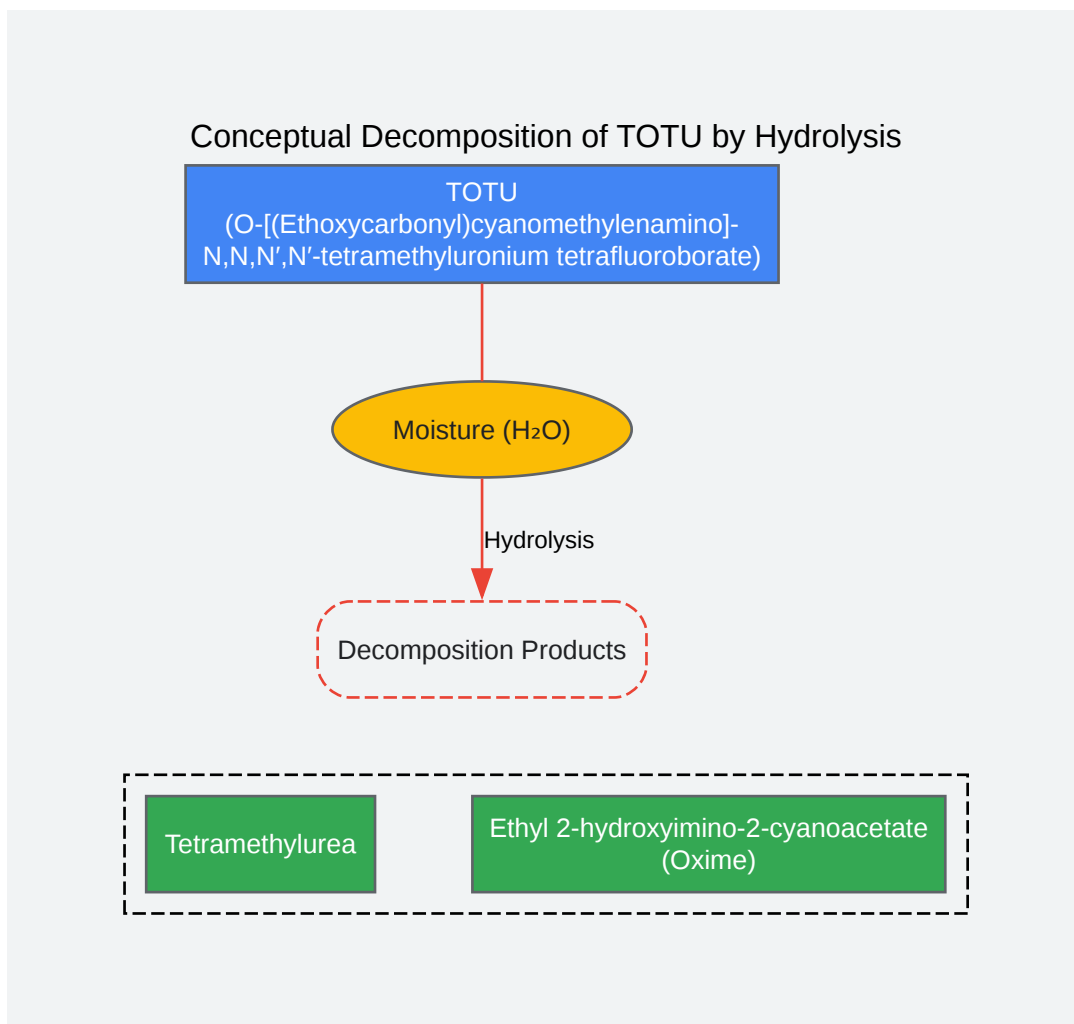 Conceptual Decomposition of TOTU by Hydrolysis
TOTU
(O-[(Ethoxycarbonyl)cyanomethylenamino]-
N,N,N′,N′-tetramethyluronium tetrafluoroborate)
Moisture (H₂O)
Hydrolysis
Decomposition Products
Tetramethylurea
Ethyl 2-hydroxyimino-2-cyanoacetate
(Oxime)